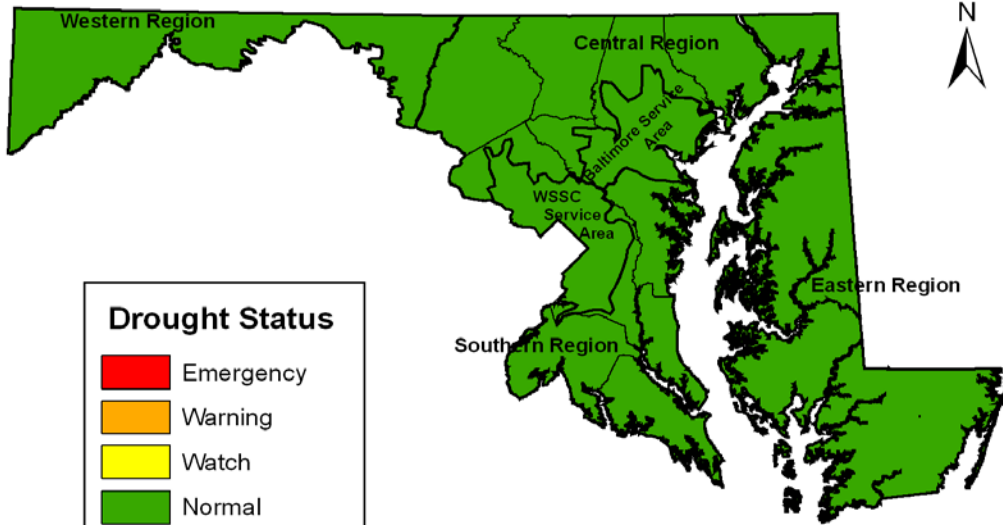 Western Region
Central Region
N
Baltimore Service
Area
WSSC
Service
Area
Eastern Region
Southern Region
Drought Status
Emergency
Warning
Watch
Normal